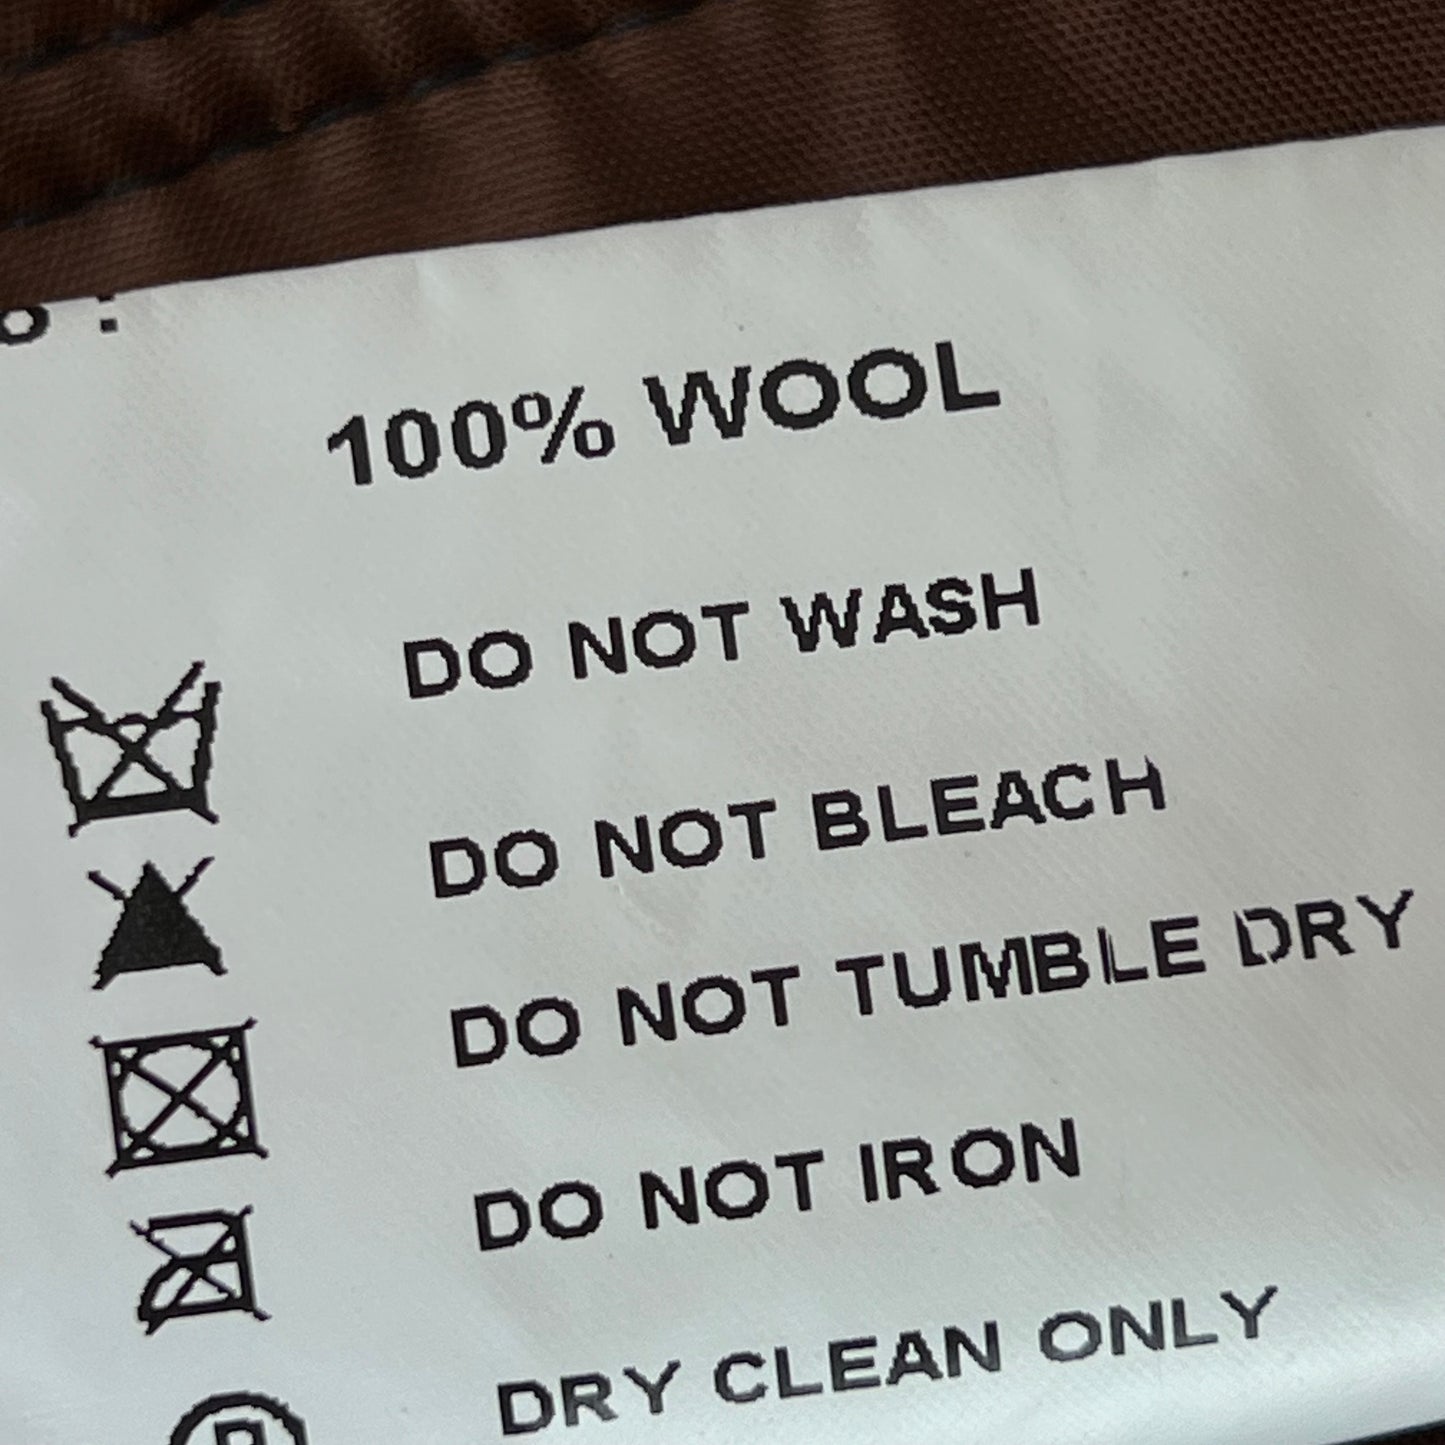 100% WOOL
DO NOT WASH
DO NOT BLEACH
DO NOT TUMBLE DRY
DO NOT IRON
DRY CLEAN ONLY